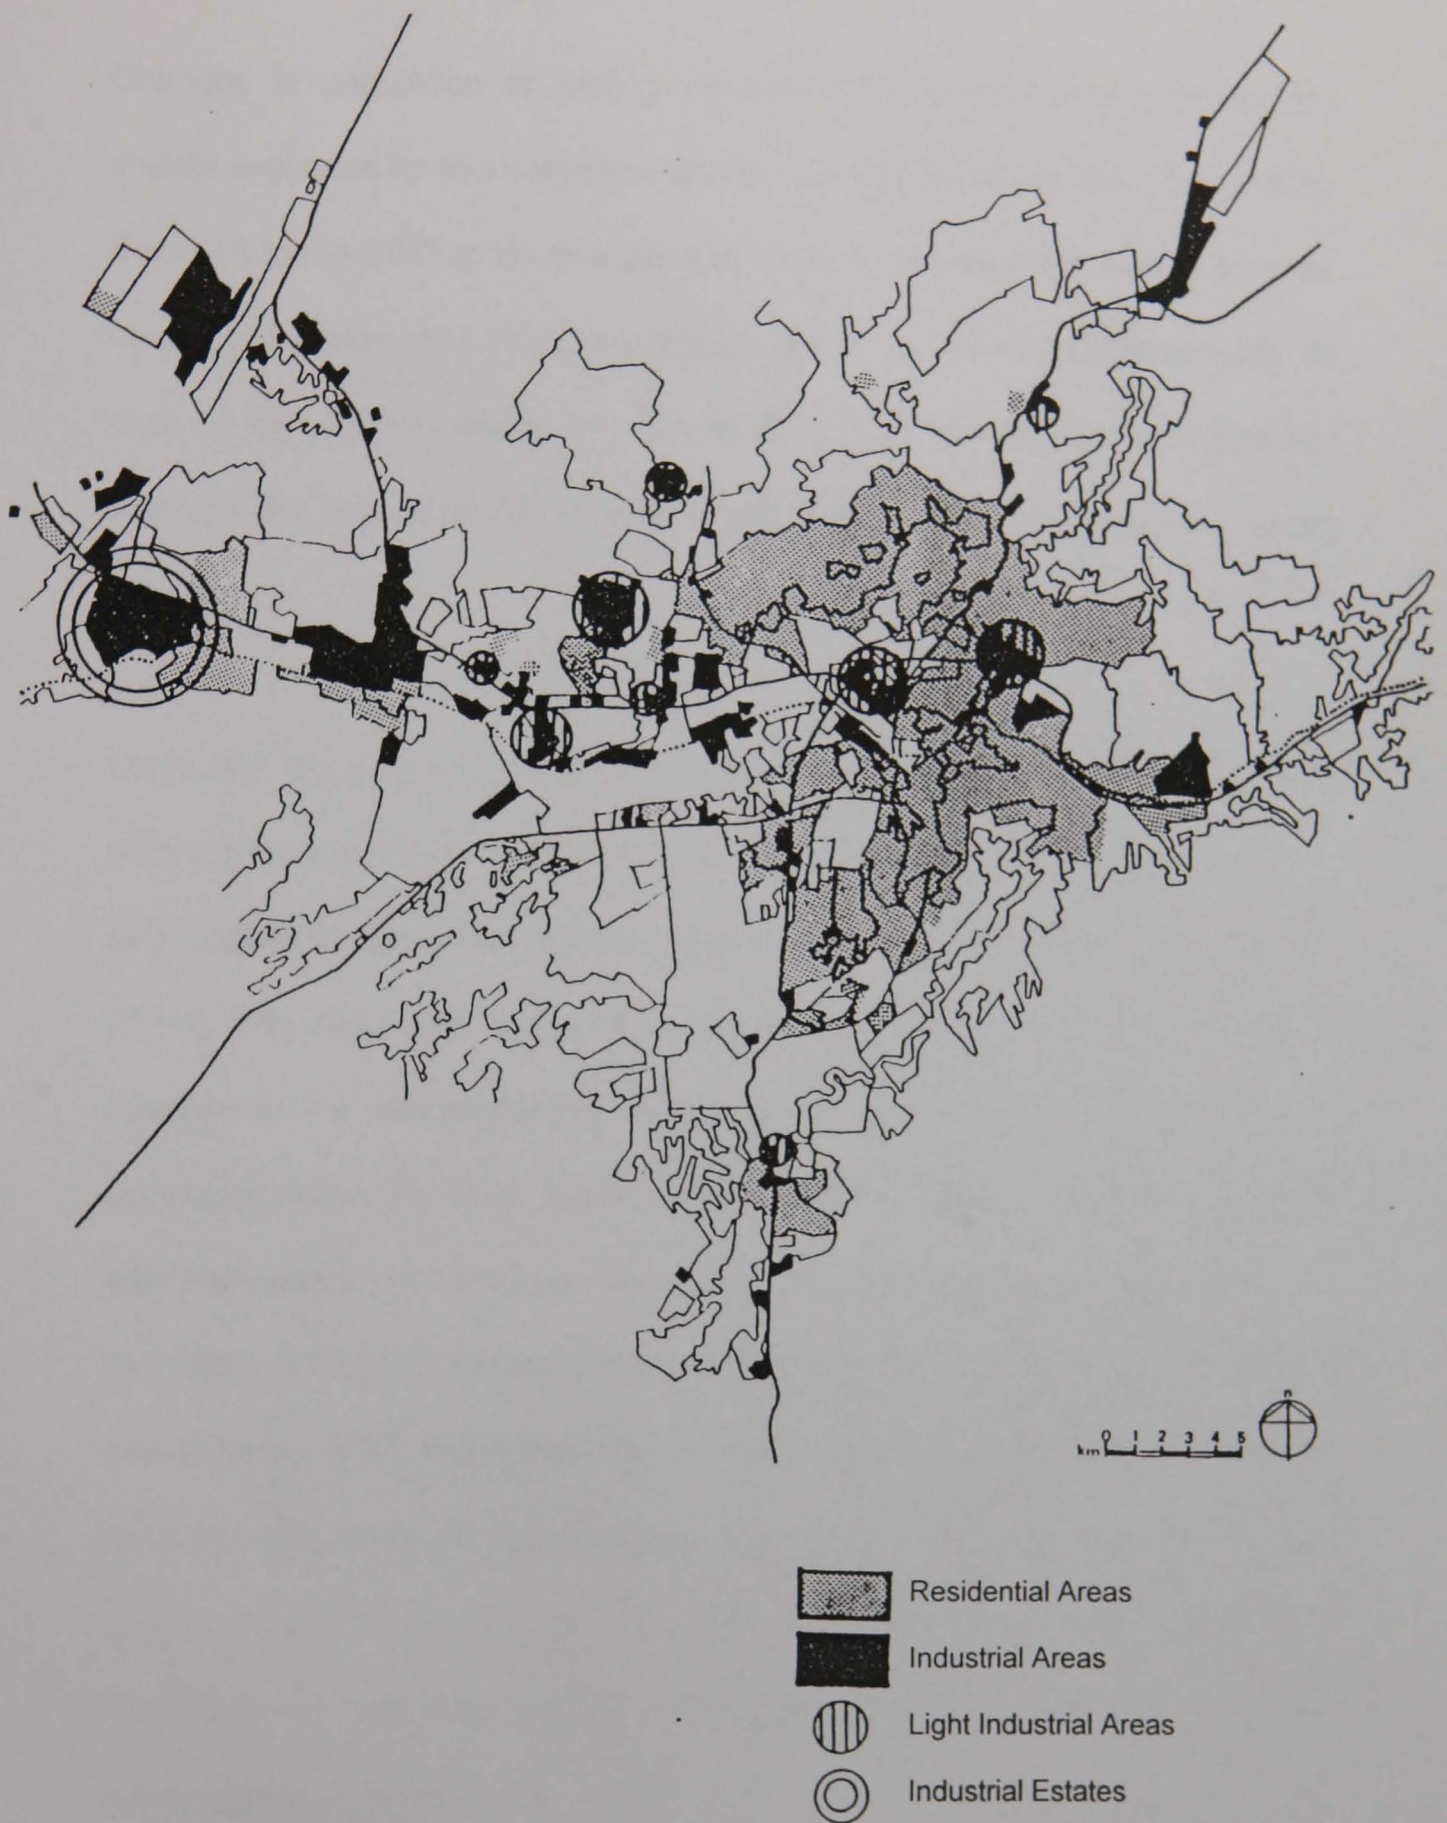 n
0 1 2 3 4 5
km
Residential Areas
Industrial Areas
Light Industrial Areas
Industrial Estates